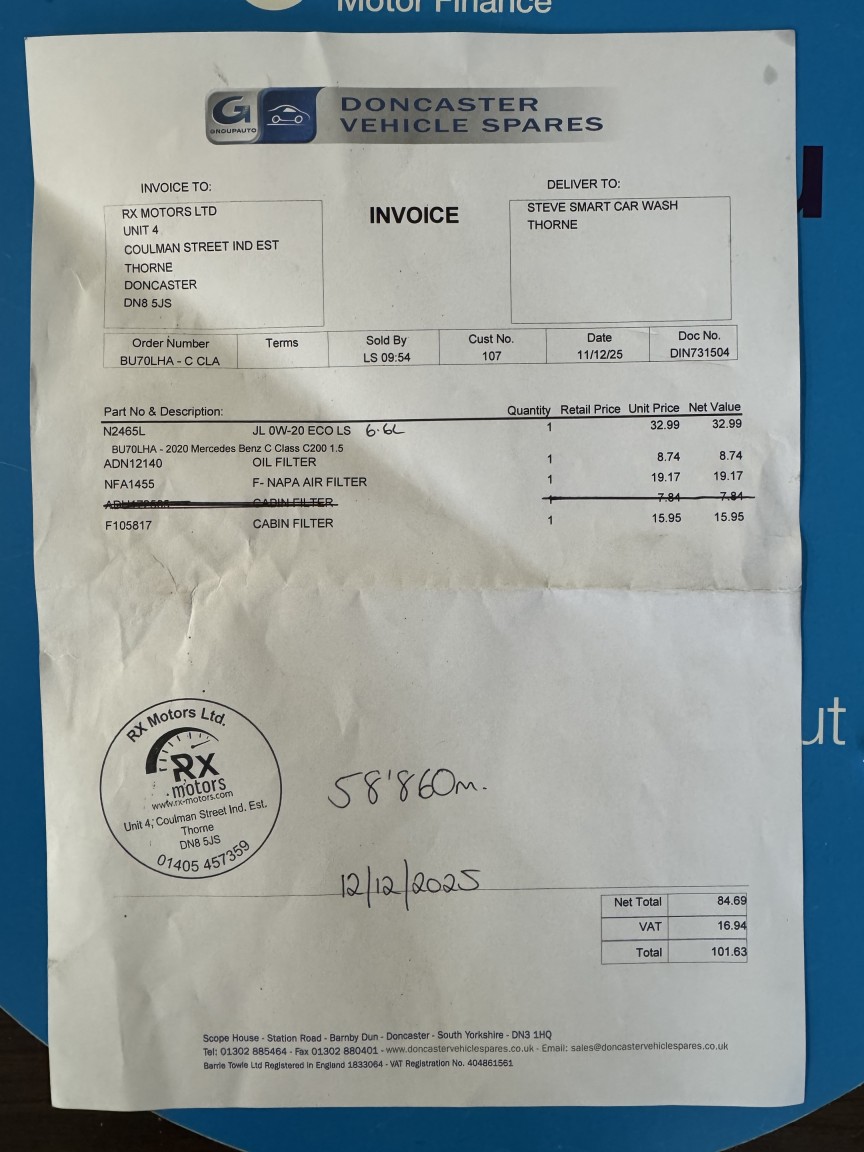 Motor Finance
G
GROUPAUTO
DONCASTER
VEHICLE SPARES
INVOICE TO:
DELIVER TO:
INVOICE
RX MOTORS LTD
UNIT 4
COULMAN STREET IND EST
THORNE
DONCASTER
DN8 5JS
STEVE SMART CAR WASH
THORNE
Order Number Terms Sold By Cust No. Date Doc No.
BU70LHA - C CLA LS 09:54 107 11/12/25 DIN731504
Part No & Description: Quantity Retail Price Unit Price Net Value
N2465L JL 0W-20 ECO LS 6.6L 1 32.99 32.99
BU70LHA - 2020 Mercedes Benz C Class C200 1.5
ADN12140 OIL FILTER 1 8.74 8.74
NFA1455 F- NAPA AIR FILTER 1 19.17 19.17
CABIN FILTER 1 7.84 7.84
F105817 CABIN FILTER 1 15.95 15.95
RX Motors Ltd.
RX
motors
www.rx-motors.com
Unit 4, Coulman Street Ind. Est.
Thorne
DN8 5JS
01405 457359
58'860m.
12/12/2025
Net Total 84.69
VAT 16.94
Total 101.63
ut
Scope House - Station Road - Barnby Dun - Doncaster - South Yorkshire - DN3 1HQ
Tel: 01302 885464 - Fax 01302 880401 - www.doncastervehiclespares.co.uk - Email: sales@doncastervehiclespares.co.uk
Barrie Towle Ltd Registered in England 1833064 - VAT Registration No. 404861561